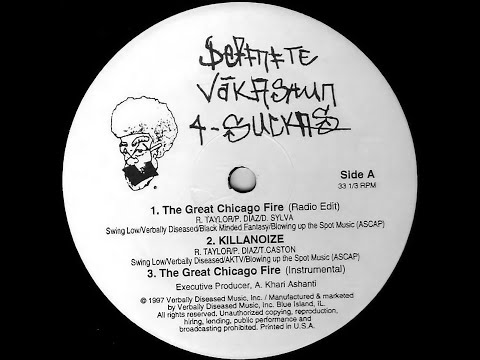 DEFINITE
VĀKASHUN
4-SUCKAS
Side A
33 1/3 RPM
1. The Great Chicago Fire (Radio Edit)
R. TAYLOR/P. DIAZ/D. SYLVA
Swing Low/Verbally Diseased/Black Minded Fantasy/Blowing up the Spot Music (ASCAP)
2. KILLANOIZE
R. TAYLOR/P. DIAZ/T.CASTON
Swing Low/Verbally Diseased/AKTV/Blowing up the Spot Music (ASCAP)
3. The Great Chicago Fire (Instrumental)
Executive Producer, A. Khari Ashanti
© 1997 Verbally Diseased Music, Inc. / Manufactured & marketed
by Verbally Diseased Music, Inc. Blue Island, iL.
All rights reserved. Unauthorized copying, reproduction,
hiring, lending, public performance and
broadcasting prohibited. Printed in U.S.A.